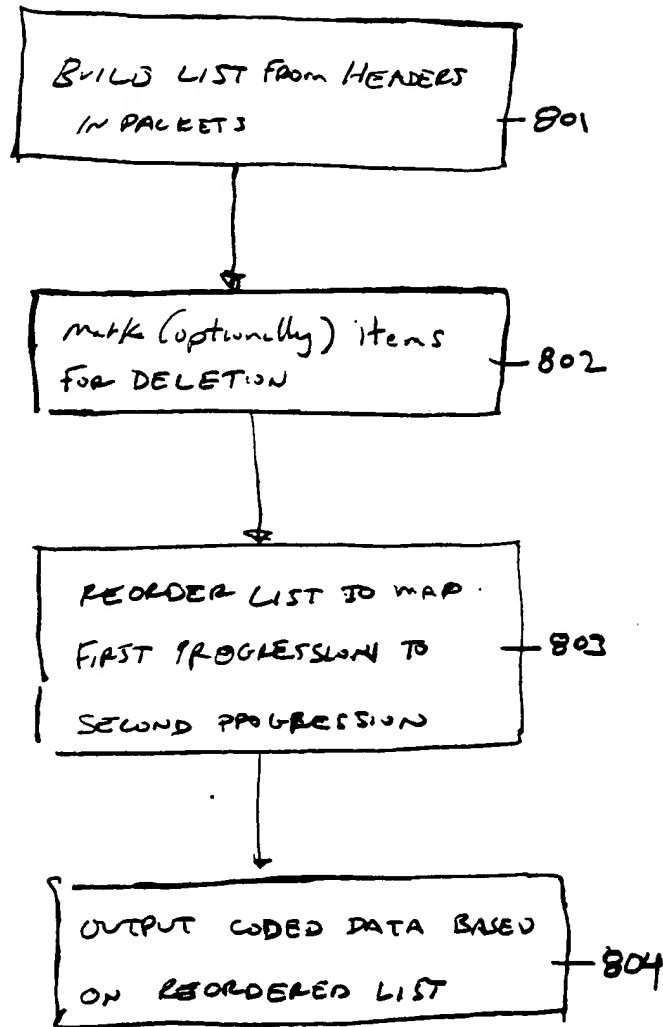 BUILD LIST FROM HEADERS
IN PACKETS
801
mark (optionally) items
FOR DELETION
802
REORDER LIST TO MAP
FIRST PROGRESSION TO
SECOND PROGRESSION
803
OUTPUT CODED DATA BASED
ON REORDERED LIST
804